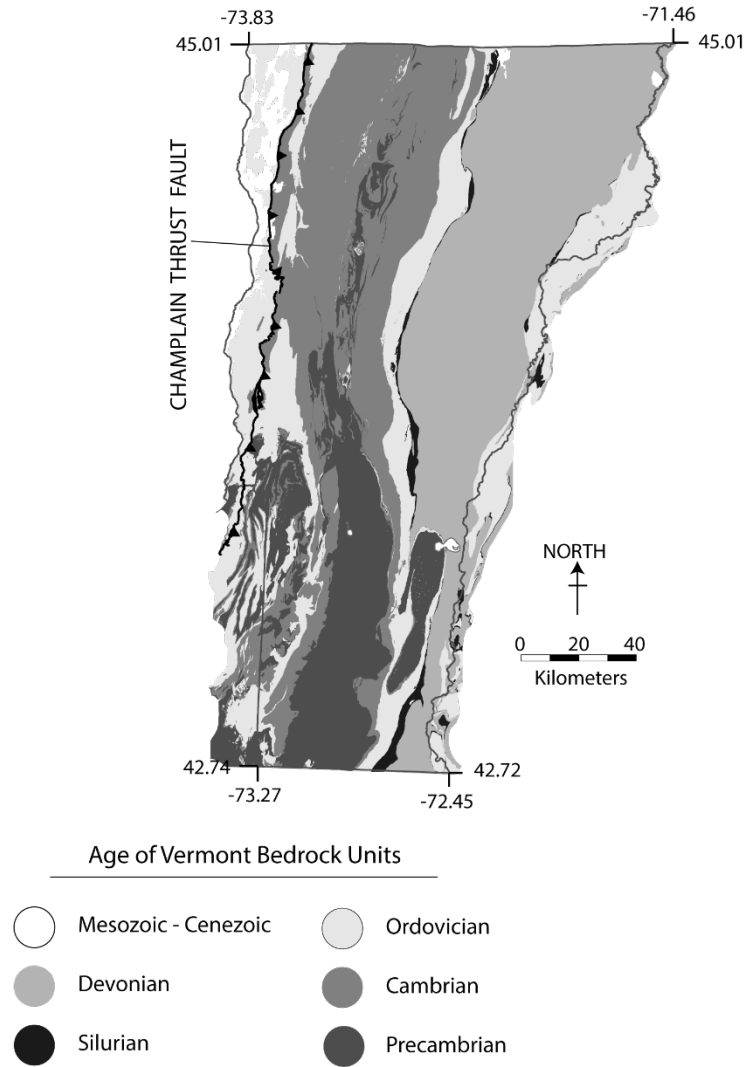 -73.83
-71.46
45.01
45.01
CHAMPLAIN THRUST FAULT
NORTH
0 20 40
Kilometers
42.74
42.72
-73.27
-72.45
Age of Vermont Bedrock Units
Mesozoic - Cenezoic
Ordovician
Devonian
Cambrian
Silurian
Precambrian